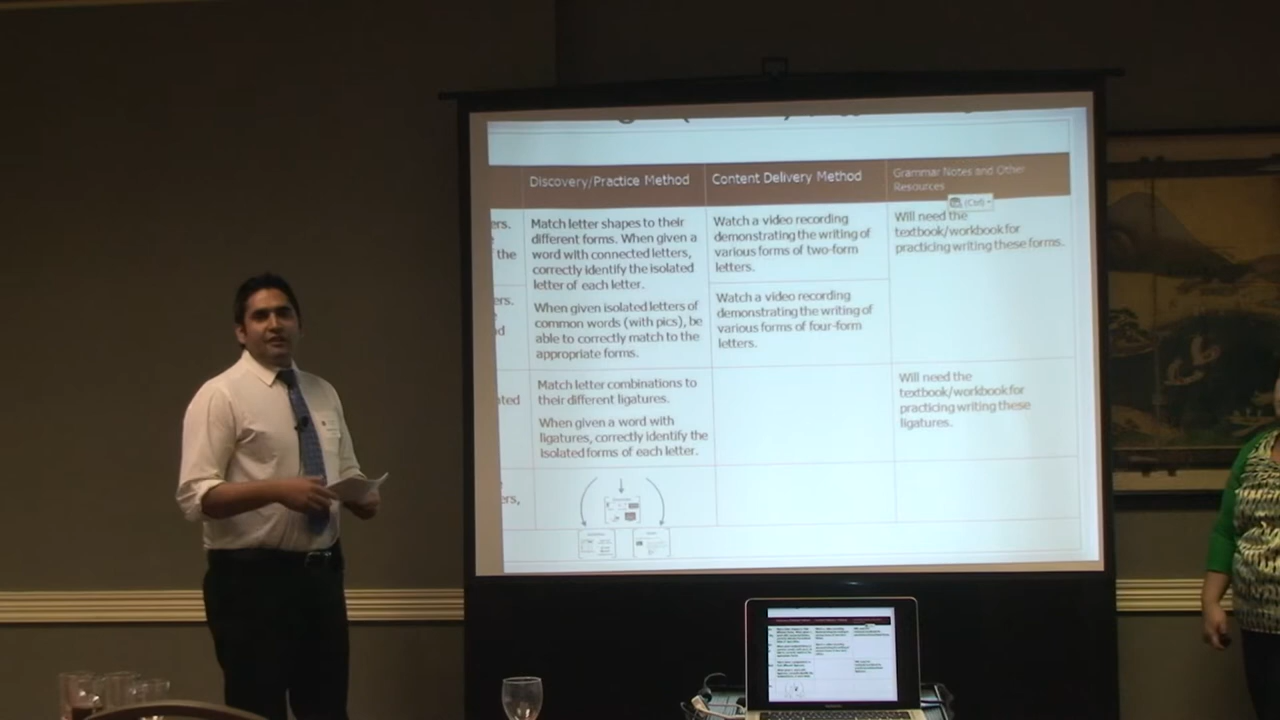 Discovery/Practice Method
Content Delivery Method
Grammar Notes and Other
Resources
(Ctrl)
ers.
the
ers.
Match letter shapes to their
different forms. When given a
word with connected letters,
correctly identify the isolated
letter of each letter.
When given isolated letters of
common words (with pics), be
able to correctly match to the
appropriate forms.
Watch a video recording
demonstrating the writing of
various forms of two-form
letters.
Watch a video recording
demonstrating the writing of
various forms of four-form
letters.
Will need the
textbook/workbook for
practicing writing these forms.
Match letter combinations to
their different ligatures.
When given a word with
ligatures, correctly identify the
isolated forms of each letter.
Will need the
textbook/workbook for
practicing writing these
ligatures.
ers,